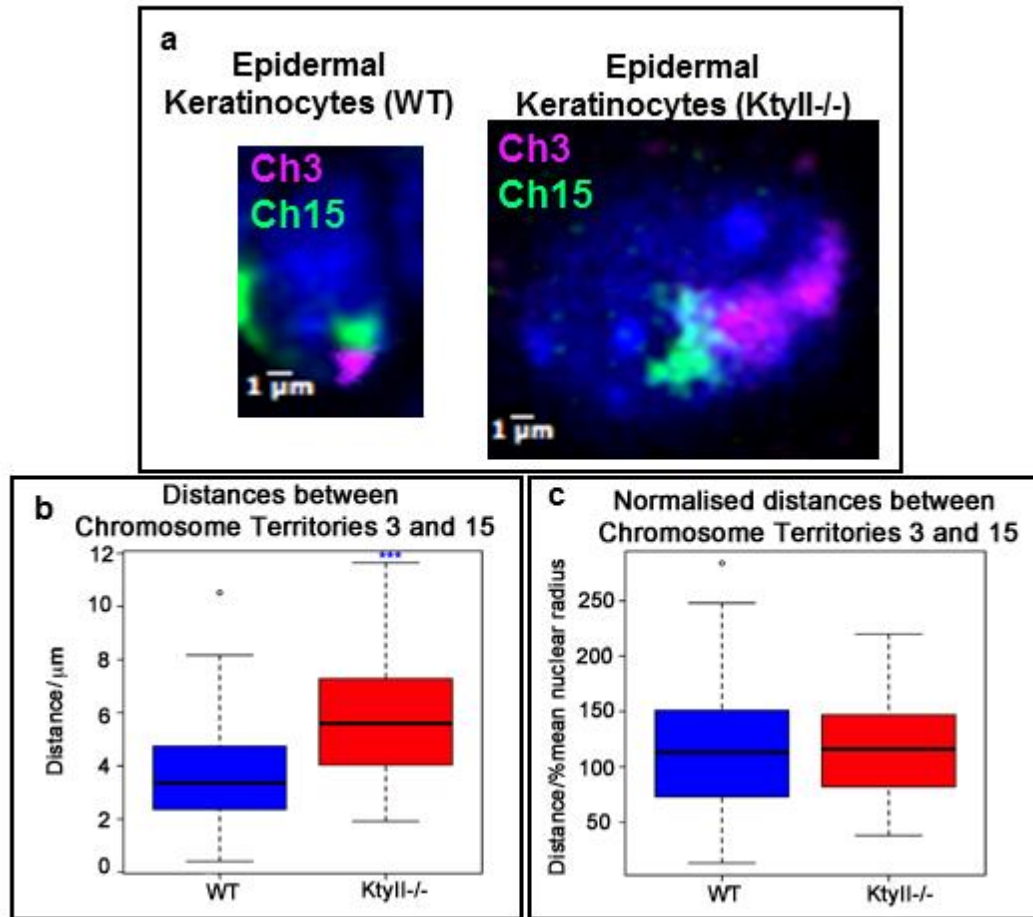 a
Epidermal
Keratinocytes (WT)
Epidermal
Keratinocytes (KtyII-/-)
Ch3
Ch15
1 µm
Ch3
Ch15
1 µm
b
Distances between
Chromosome Territories 3 and 15
***
Distance/µm
12
10
8
6
4
2
0
WT
KtyII-/-
c
Normalised distances between
Chromosome Territories 3 and 15
Distance/%mean nuclear radius
250
200
150
100
50
WT
KtyII-/-